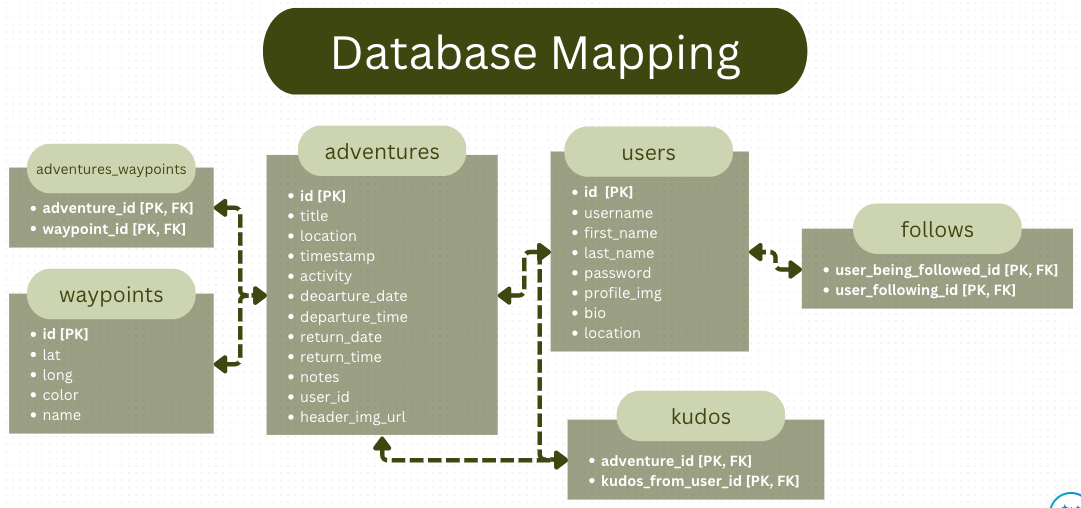 Database Mapping
adventures_waypoints
adventure_id [PK, FK]
waypoint_id [PK, FK]
waypoints
id [PK]
lat
long
color
name
adventures
id [PK]
title
location
timestamp
activity
deoarture_date
departure_time
return_date
return_time
notes
user_id
header_img_url
users
id [PK]
username
first_name
last_name
password
profile_img
bio
location
follows
user_being_followed_id [PK, FK]
user_following_id [PK, FK]
kudos
adventure_id [PK, FK]
kudos_from_user_id [PK, FK]